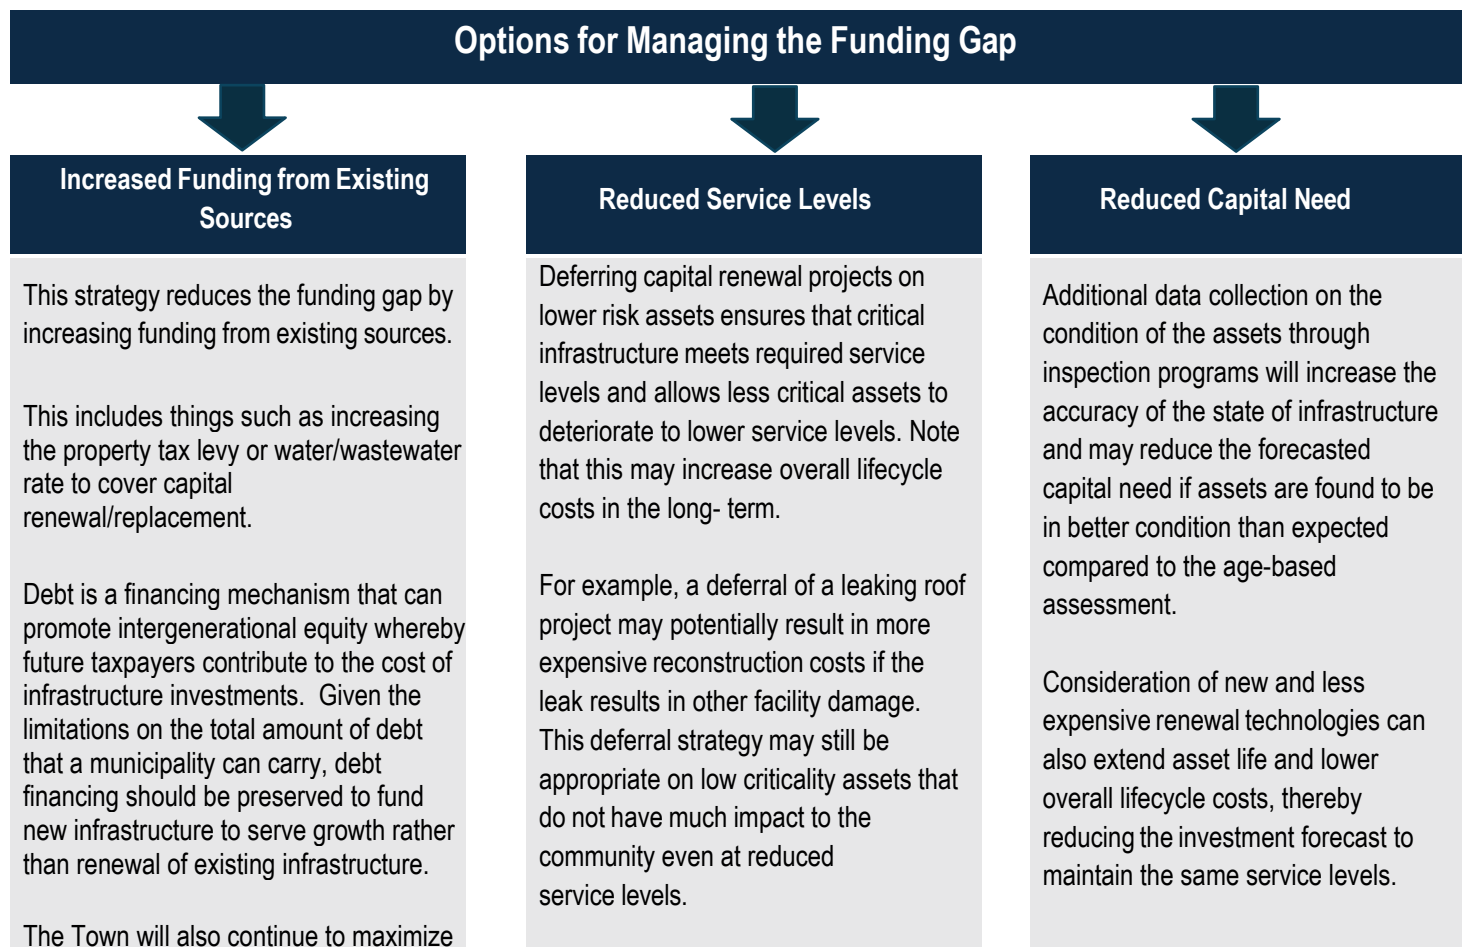 Options for Managing the Funding Gap
Increased Funding from Existing
Sources
This strategy reduces the funding gap by
increasing funding from existing sources.
This includes things such as increasing
the property tax levy or water/wastewater
rate to cover capital
renewal/replacement.
Debt is a financing mechanism that can
promote intergenerational equity whereby
future taxpayers contribute to the cost of
infrastructure investments.  Given the
limitations on the total amount of debt
that a municipality can carry, debt
financing should be preserved to fund
new infrastructure to serve growth rather
than renewal of existing infrastructure.
The Town will also continue to maximize
Reduced Service Levels
Deferring capital renewal projects on
lower risk assets ensures that critical
infrastructure meets required service
levels and allows less critical assets to
deteriorate to lower service levels. Note
that this may increase overall lifecycle
costs in the long- term.
For example, a deferral of a leaking roof
project may potentially result in more
expensive reconstruction costs if the
leak results in other facility damage.
This deferral strategy may still be
appropriate on low criticality assets that
do not have much impact to the
community even at reduced
service levels.
Reduced Capital Need
Additional data collection on the
condition of the assets through
inspection programs will increase the
accuracy of the state of infrastructure
and may reduce the forecasted
capital need if assets are found to be
in better condition than expected
compared to the age-based
assessment.
Consideration of new and less
expensive renewal technologies can
also extend asset life and lower
overall lifecycle costs, thereby
reducing the investment forecast to
maintain the same service levels.